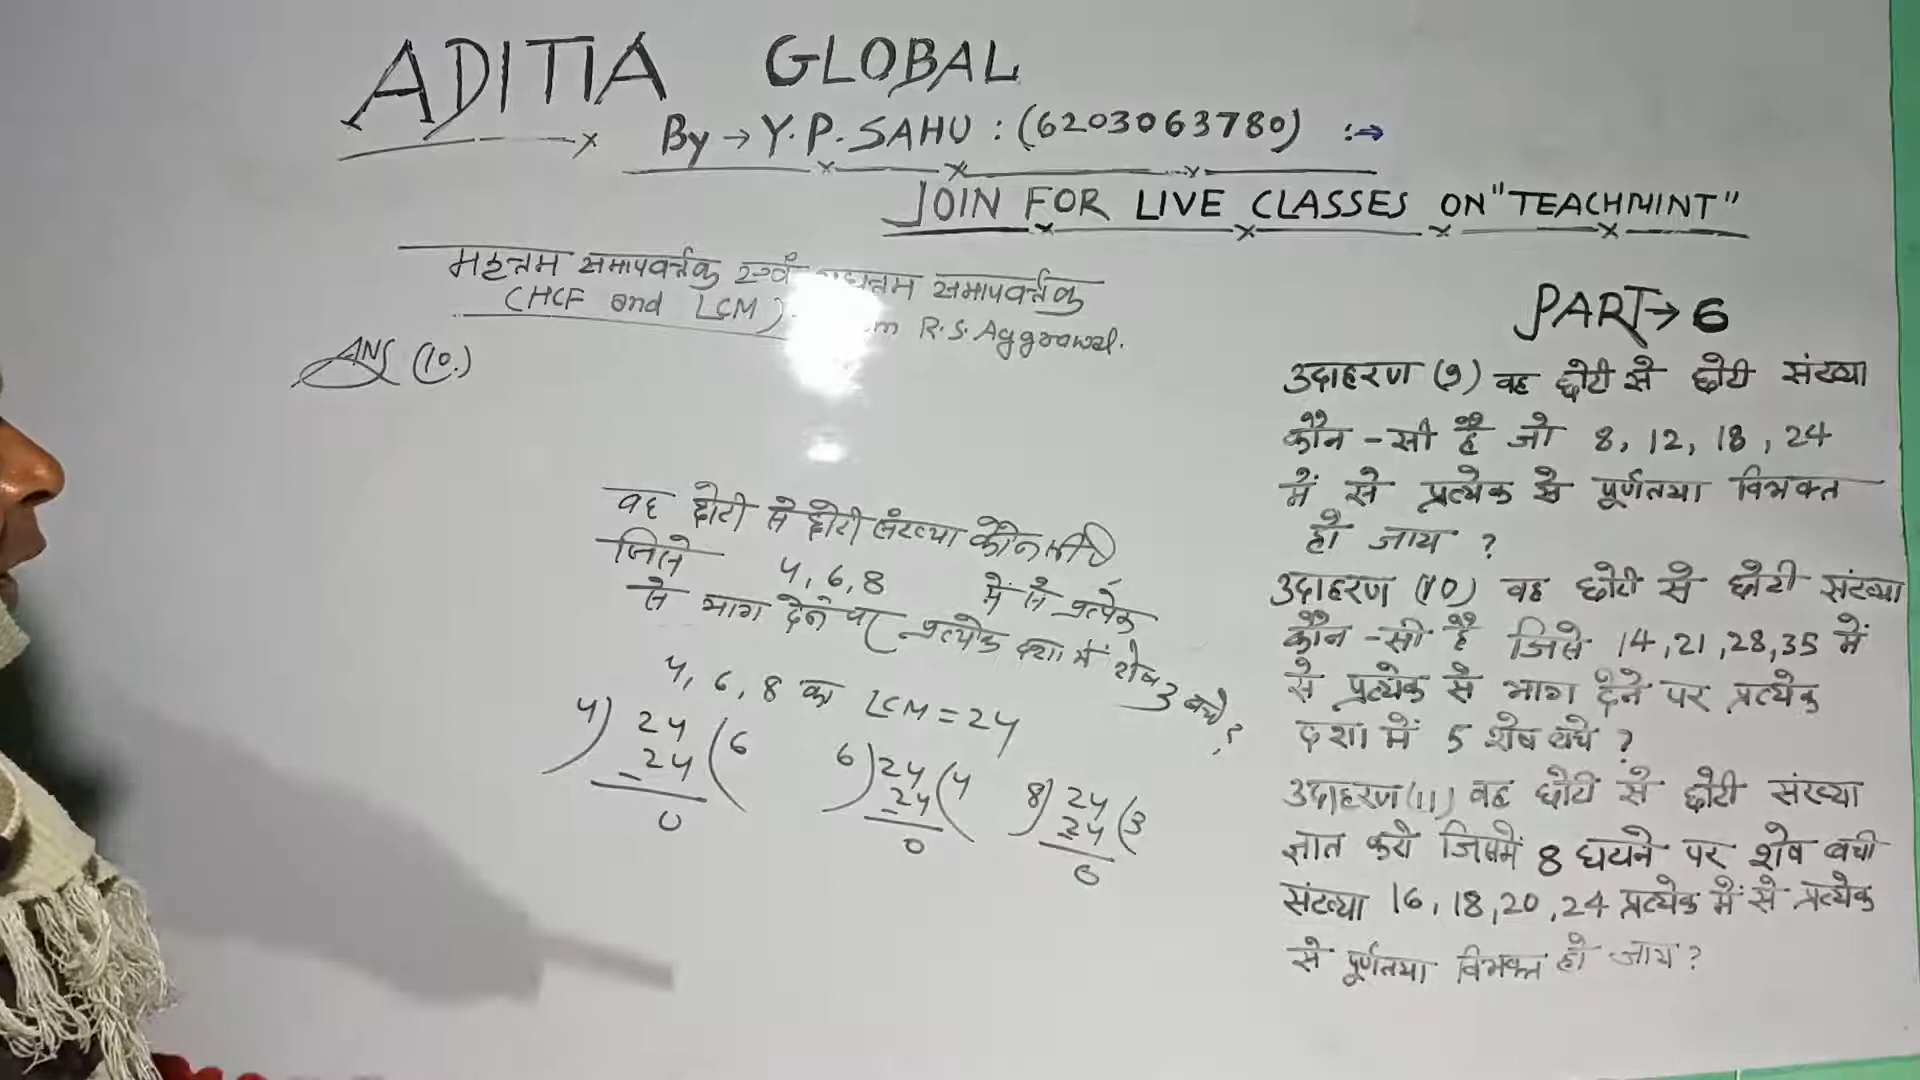 ADITIA GLOBAL
By → Y.P. SAHU : (6203063780) :⇒
JOIN FOR LIVE CLASSES ON "TEACHMINT"
महत्तम समापवर्त्तक एवं समापवर्त्तक
(HCF and LCM) R.S. Aggrawal.
ANS (10.)
वह छोटी से छोटी संख्या कौन सी है
जिसे 4, 6, 8 में से प्रत्येक
से भाग देने पर प्रत्येक दशा में शेष 3 बचे ?
4, 6, 8 का LCM = 24
4) 24 (6
- 24
0
6) 24 (4
- 24
0
8) 24 (3
- 24
0
PART → 6
उदाहरण (9) वह छोटी से छोटी संख्या
कौन - सी है जो 8, 12, 18, 24
में से प्रत्येक से पूर्णतया विभक्त
हो जाय ?
उदाहरण (10) वह छोटी से छोटी संख्या
कौन - सी है जिसे 14, 21, 28, 35 में
से प्रत्येक से भाग देने पर प्रत्येक
दशा में 5 शेष बचे ?
उदाहरण (11) वह छोटी से छोटी संख्या
ज्ञात करो जिसमें 8 घटाने पर शेष बची
संख्या 16, 18, 20, 24 प्रत्येक में से प्रत्येक
से पूर्णतया विभक्त हो जाय ?